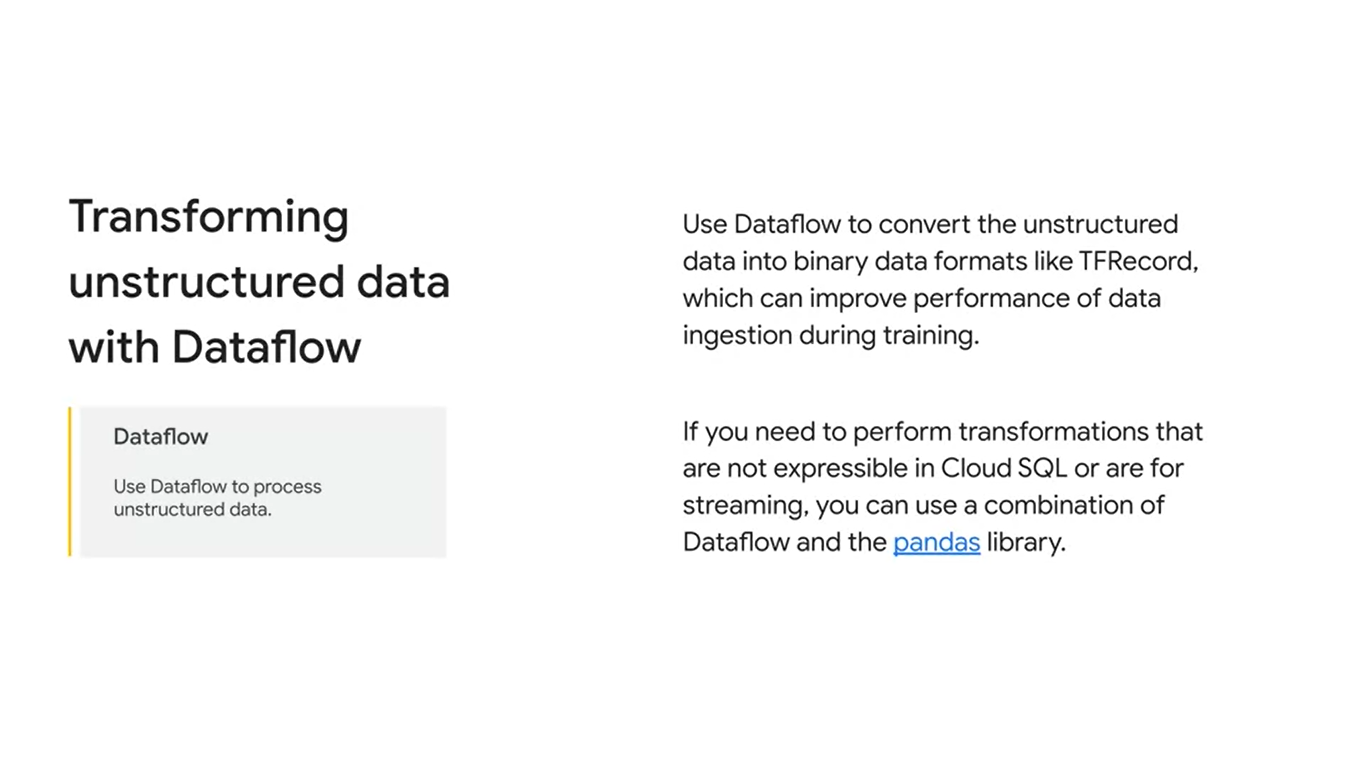 Transforming
unstructured data
with Dataflow
Dataflow
Use Dataflow to process
unstructured data.
Use Dataflow to convert the unstructured
data into binary data formats like TFRecord,
which can improve performance of data
ingestion during training.
If you need to perform transformations that
are not expressible in Cloud SQL or are for
streaming, you can use a combination of
Dataflow and the pandas library.